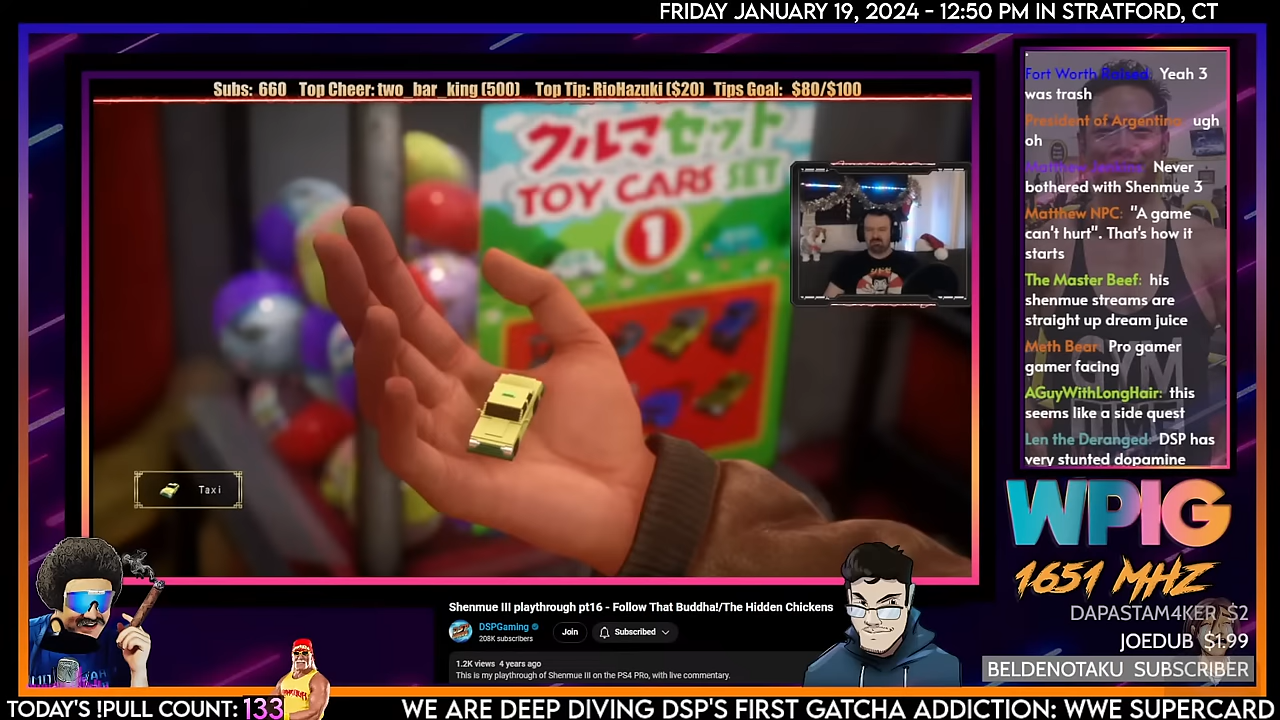 FRIDAY JANUARY 19, 2024 - 12:50 PM IN STRATFORD, CT
Subs: 660 Top Cheer: two_bar_king (500) Top Tip: RioHazuki ($20) Tips Goal: $80/$100
クルマセット
TOY CARS SET
1
Taxi
Fort Worth Raised: Yeah 3
was trash
President of Argentina: ugh
oh
Matthew Jenkins: Never
bothered with Shenmue 3
Matthew NPC: "A game
can't hurt". That's how it
starts
The Master Beef: his
shenmue streams are
straight up dream juice
Meth Bear: Pro gamer
gamer facing
AGuyWithLongHair: this
seems like a side quest
Len the Deranged: DSP has
very stunted dopamine
GYM
TIME
WPIG
1651 MHZ
DAPASTAM4KER $2
JOEDUB $1.99
BELDENOTAKU SUBSCRIBER
Shenmue III playthrough pt16 - Follow That Buddha!/The Hidden Chickens
DSPGaming
208K subscribers
Join
Subscribed
1.2K views 4 years ago
This is my playthrough of Shenmue III on the PS4 PRo, with live commentary.
TODAY'S !PULL COUNT: 133
WE ARE DEEP DIVING DSP'S FIRST GATCHA ADDICTION: WWE SUPERCARD